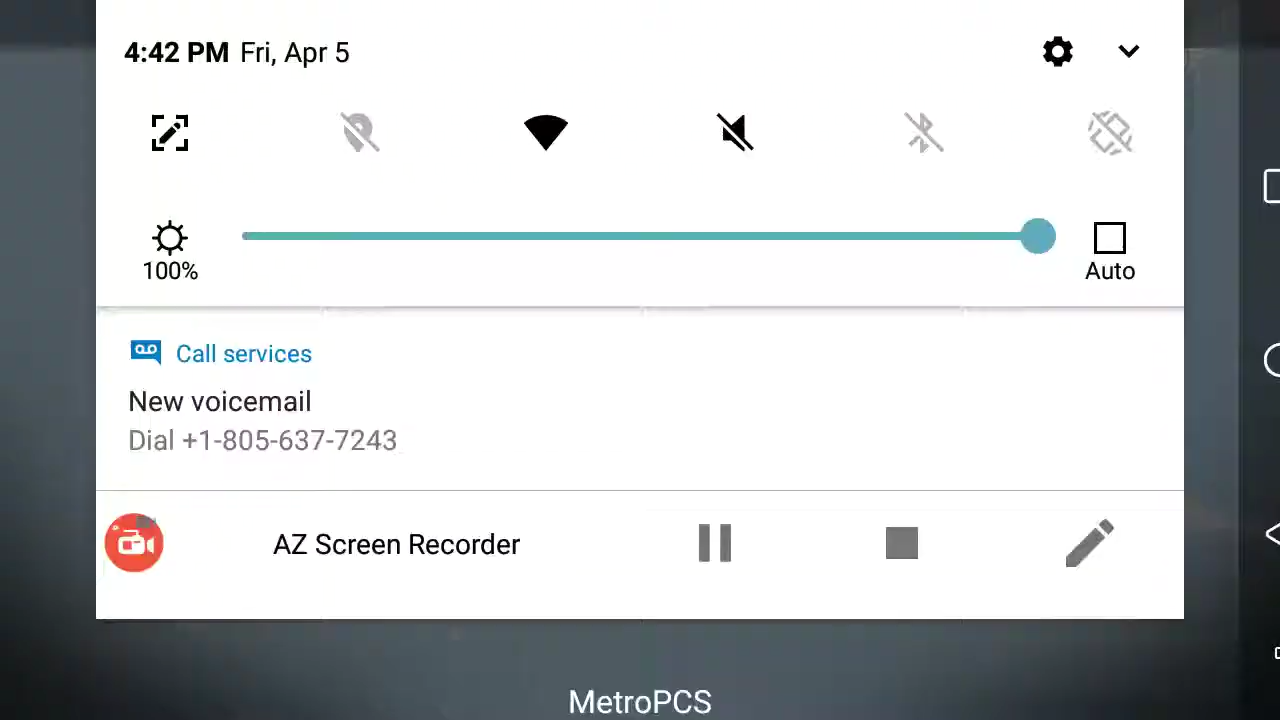 4:42 PM Fri, Apr 5
100%
Auto
Call services
New voicemail
Dial +1-805-637-7243
AZ Screen Recorder
MetroPCS